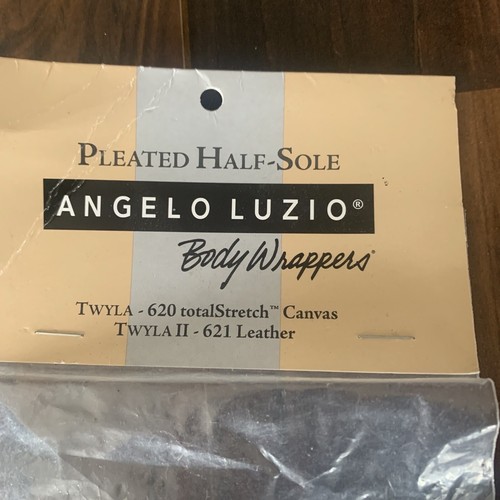 PLEATED HALF-SOLE
ANGELO LUZIO®
Body Wrappers®
TWYLA - 620 totalStretch™ Canvas
TWYLA II - 621 Leather